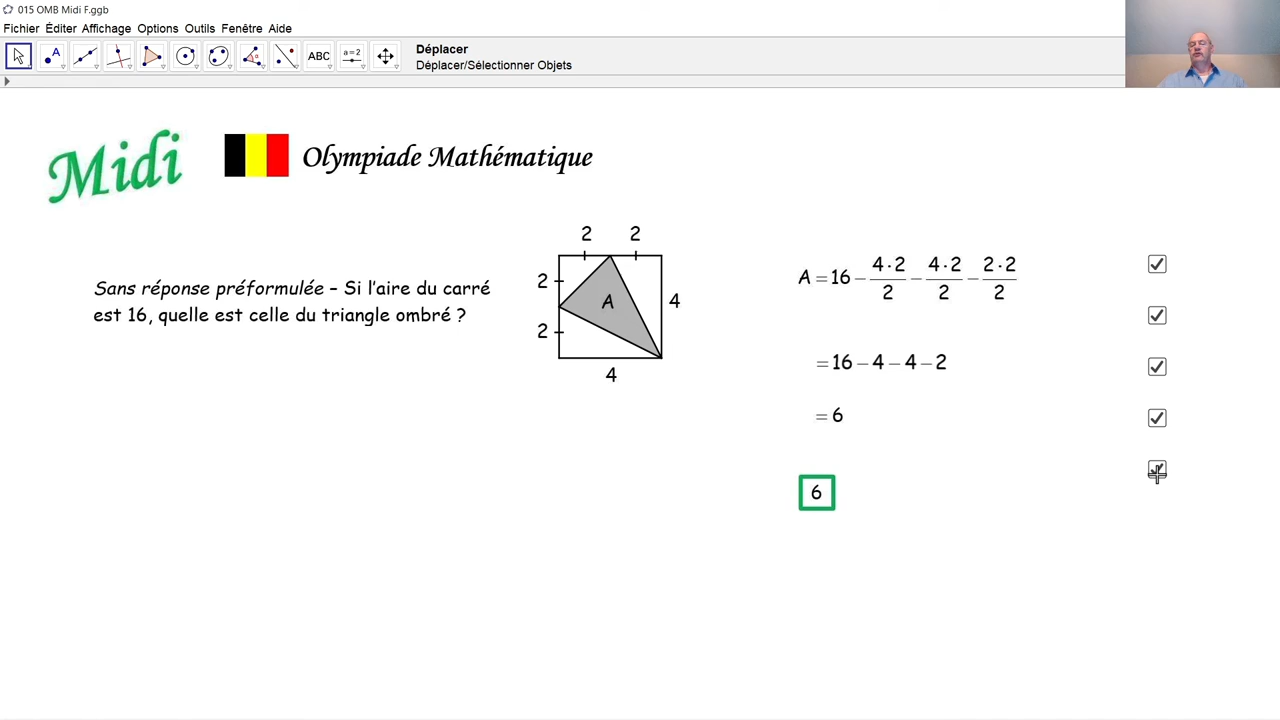 015 OMB Midi F.ggb
Fichier Éditer Affichage Options Outils Fenêtre Aide
A ABC a=2 Déplacer
Déplacer/Sélectionner Objets
Midi Olympiade Mathématique
2 2
Sans réponse préformulée – Si l'aire du carré
est 16, quelle est celle du triangle ombré ?
2 A 4
2
4
A = 16 − (4·2)/2 − (4·2)/2 − (2·2)/2
= 16 − 4 − 4 − 2
= 6
6